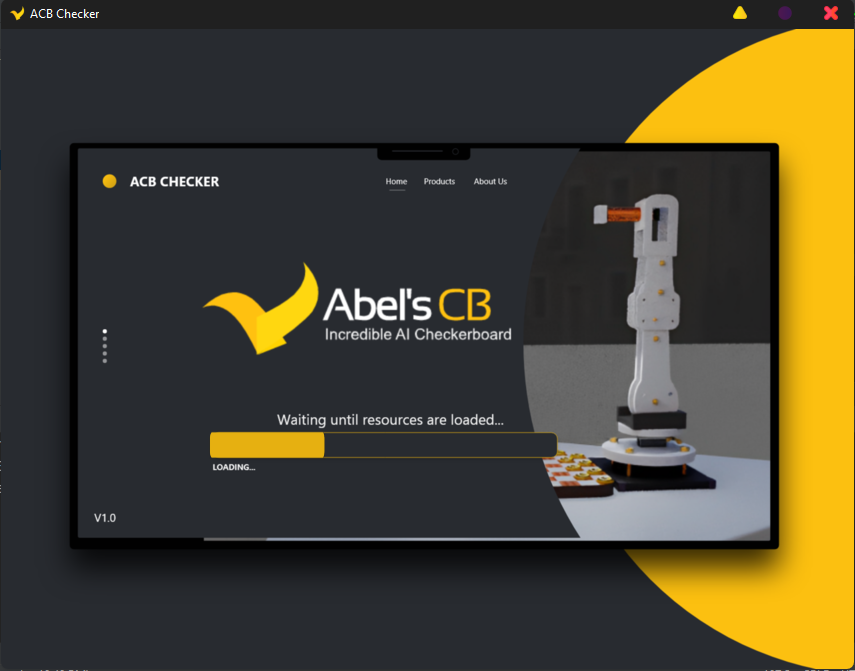 ACB Checker
ACB CHECKER
Home Products About Us
Abel's CB
Incredible AI Checkerboard
Waiting until resources are loaded...
LOADING...
V1.0